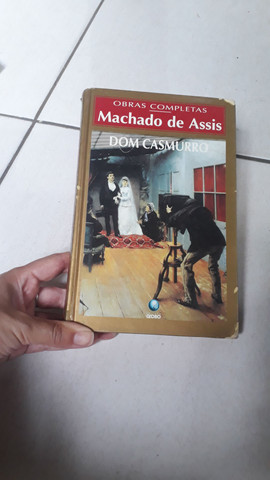 OBRAS COMPLETAS
Machado de Assis
DOM CASMURRO
GLOBO